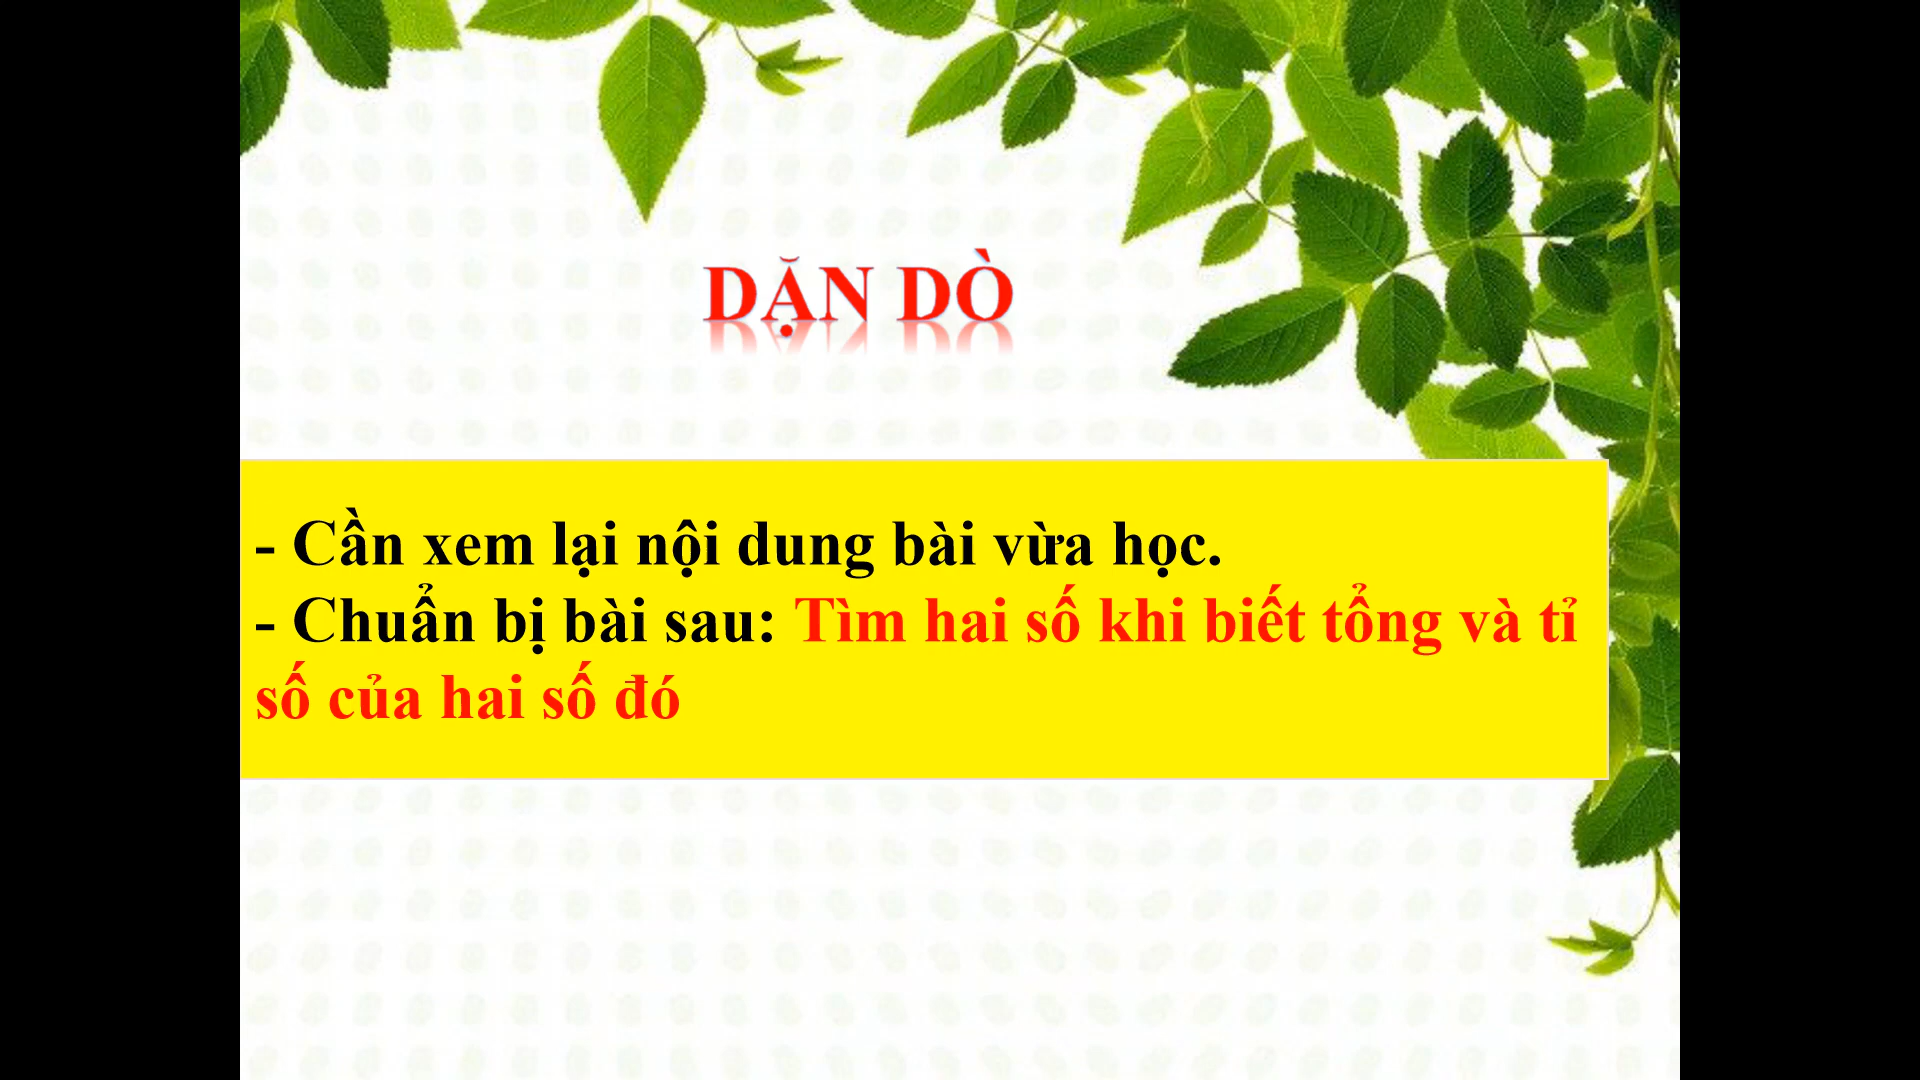 DẶN DÒ
- Cần xem lại nội dung bài vừa học.
- Chuẩn bị bài sau: Tìm hai số khi biết tổng và tỉ
số của hai số đó